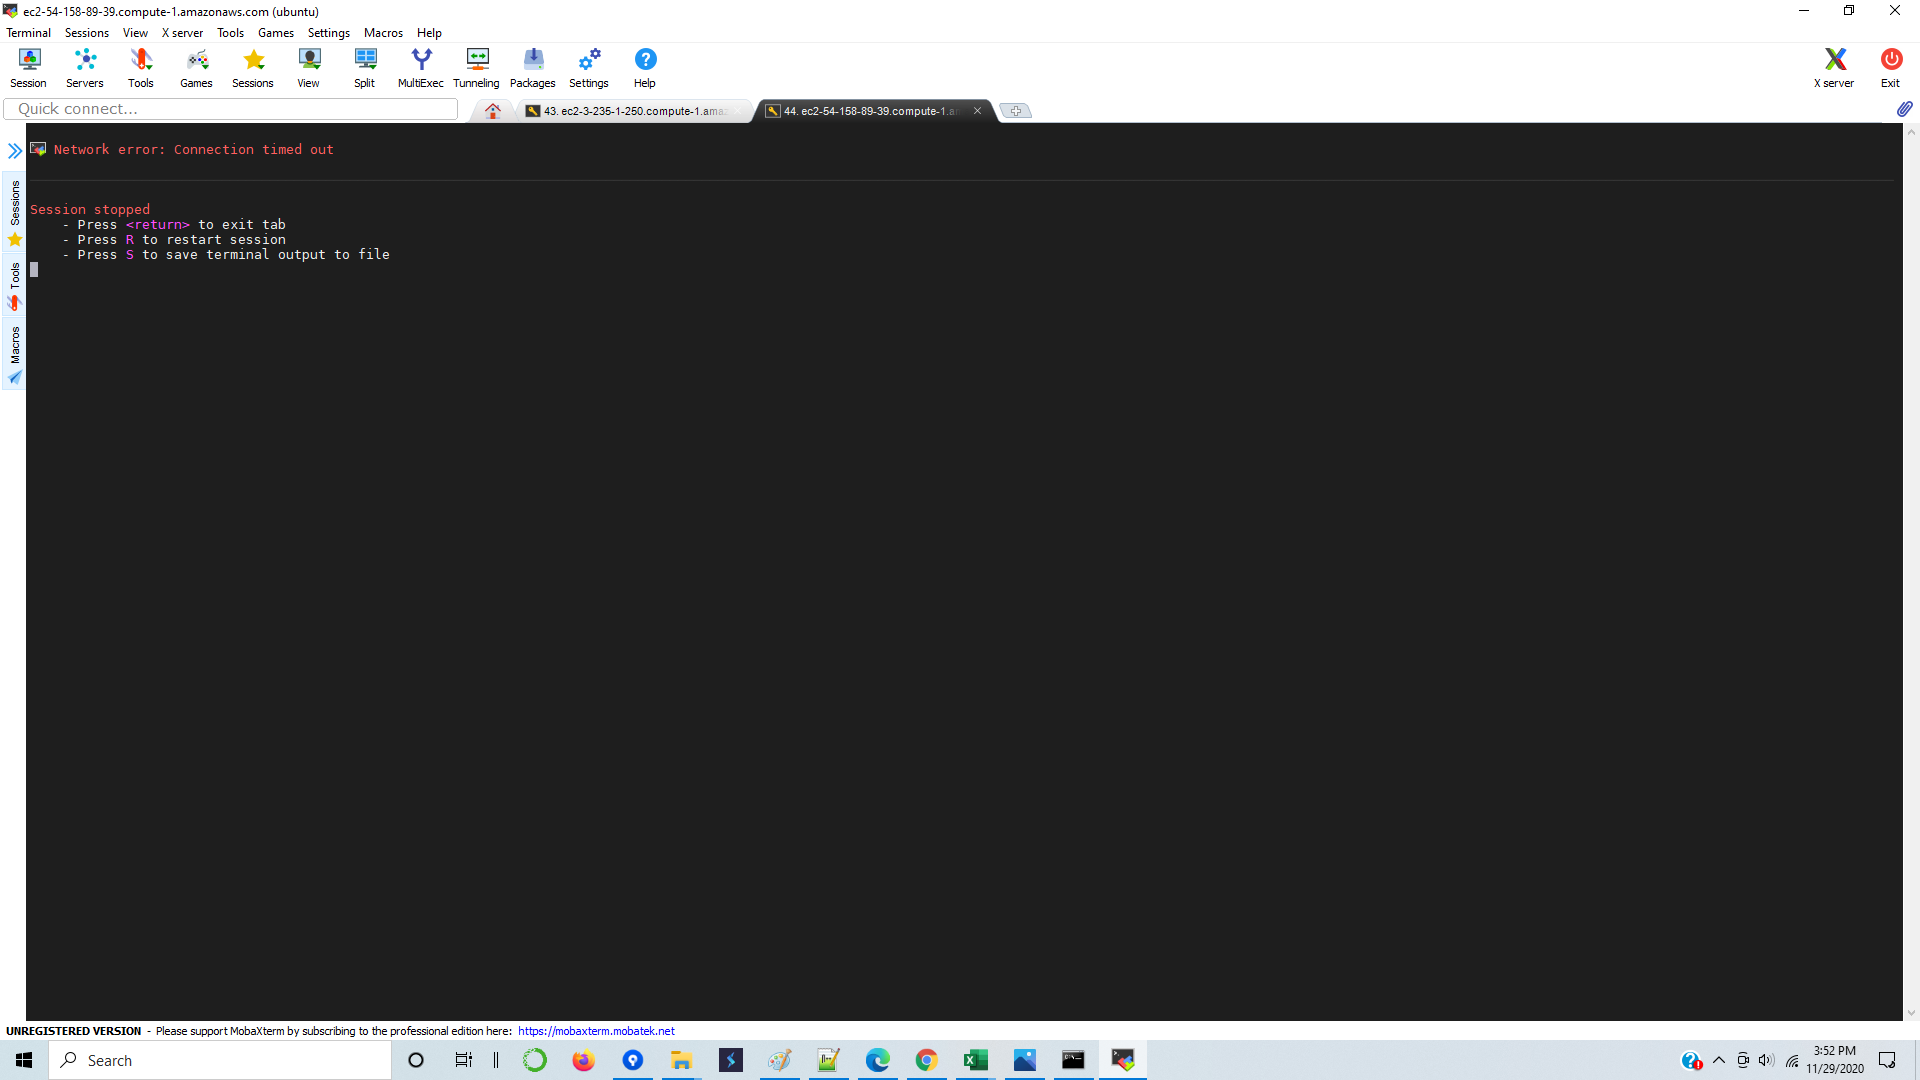 ec2-54-158-89-39.compute-1.amazonaws.com (ubuntu)
Terminal Sessions View X server Tools Games Settings Macros Help
Session Servers Tools Games Sessions View Split MultiExec Tunneling Packages Settings Help X server Exit
Quick connect...
43. ec2-3-235-1-250.compute-1.ama
44. ec2-54-158-89-39.compute-1.a
Network error: Connection timed out
Session stopped
- Press <return> to exit tab
- Press R to restart session
- Press S to save terminal output to file
Sessions
Tools
Macros
UNREGISTERED VERSION - Please support MobaXterm by subscribing to the professional edition here: https://mobaxterm.mobatek.net
Search
3:52 PM
11/29/2020